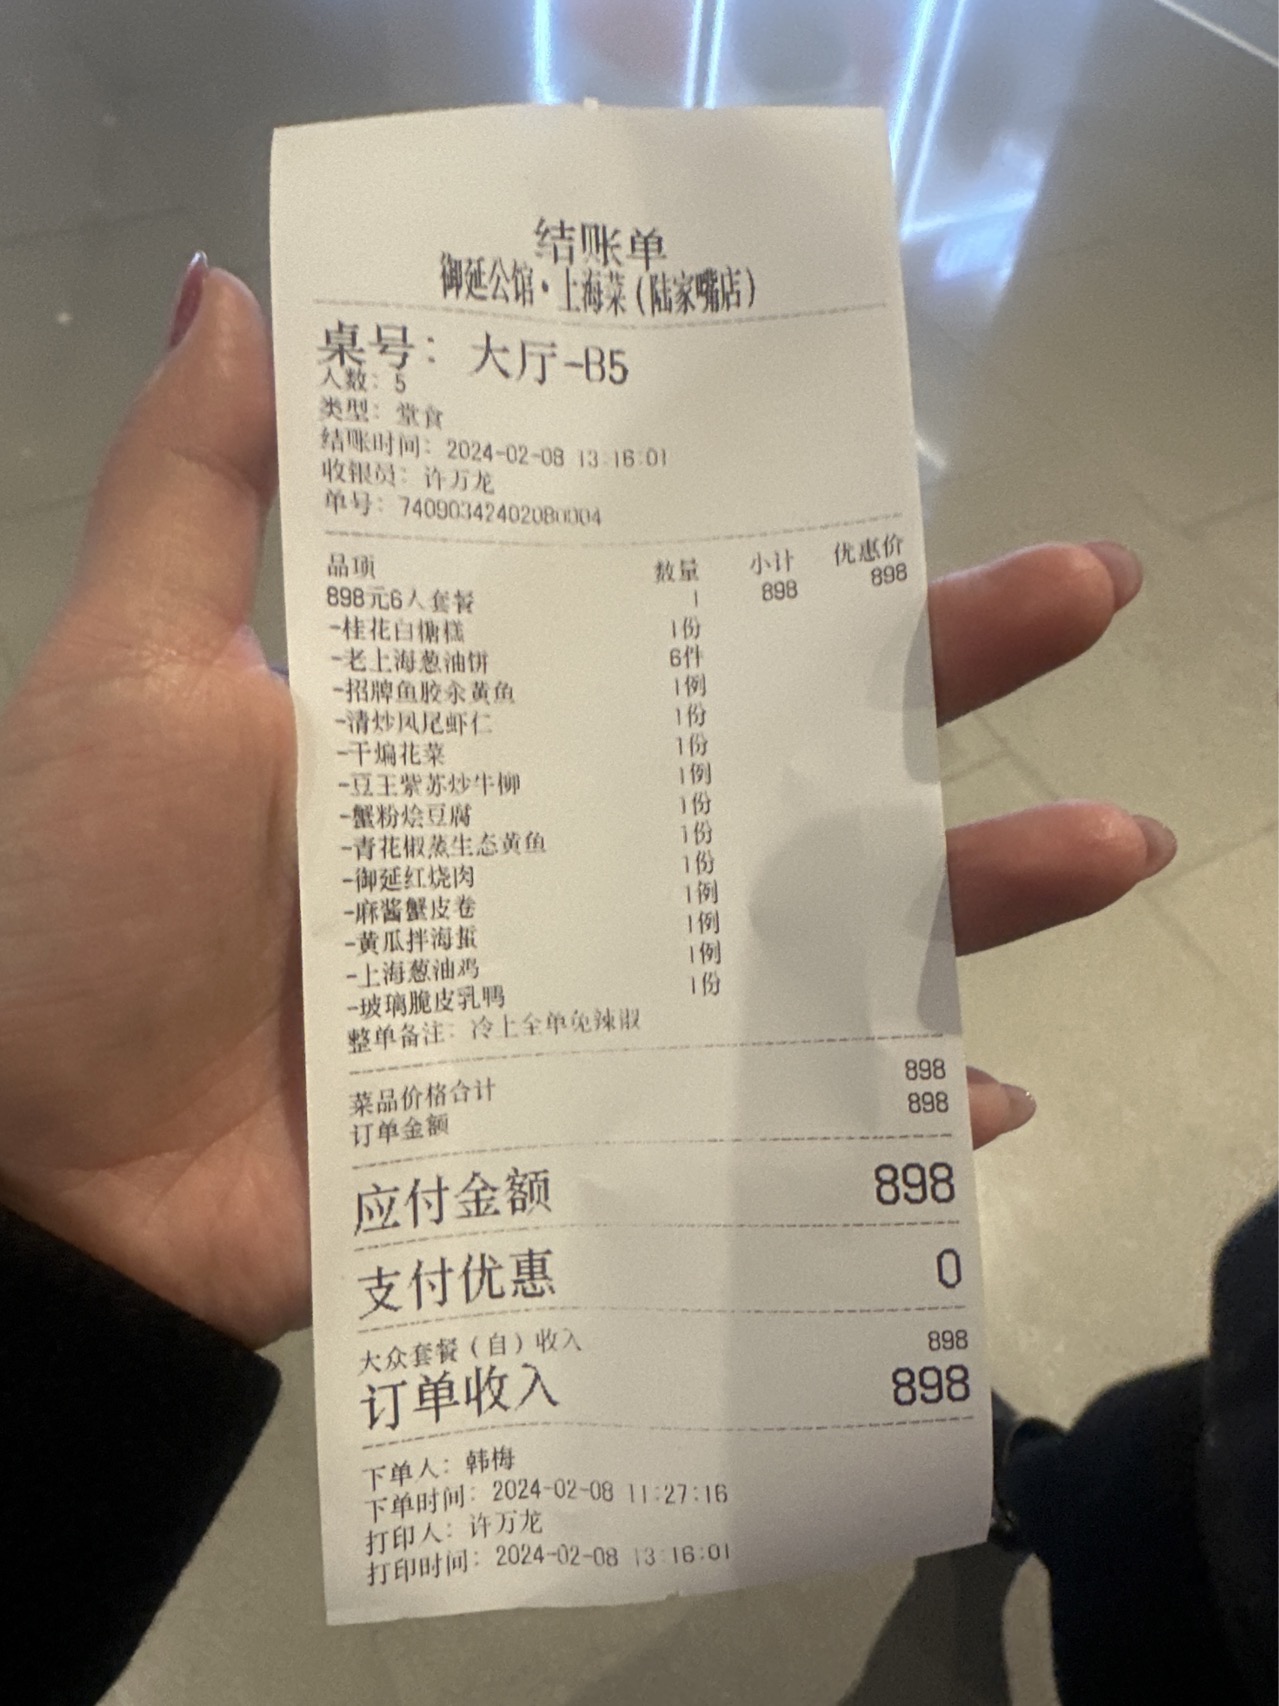 结账单
御延公馆·上海菜(陆家嘴店)
桌号: 大厅-B5
人数: 5
类型: 堂食
结账时间: 2024-02-08 13:16:01
收银员: 许万龙
单号: 74090342402080004
品项 数量 小计 优惠价
898元6人套餐 1 898 898
-桂花白糖糕 1份
-老上海葱油饼 6件
-招牌鱼胶汆黄鱼 1例
-清炒凤尾虾仁 1份
-干煸花菜 1份
-豆王紫苏炒牛柳 1例
-蟹粉烩豆腐 1份
-青花椒蒸生态黄鱼 1份
-御延红烧肉 1份
-麻酱蟹皮卷 1例
-黄瓜拌海蜇 1例
-上海葱油鸡 1例
-玻璃脆皮乳鸭 1份
整单备注: 冷上全单免辣椒
菜品价格合计 898
订单金额 898
应付金额 898
支付优惠 0
大众套餐(自)收入 898
订单收入 898
下单人: 韩梅
下单时间: 2024-02-08 11:27:16
打印人: 许万龙
打印时间: 2024-02-08 13:16:01